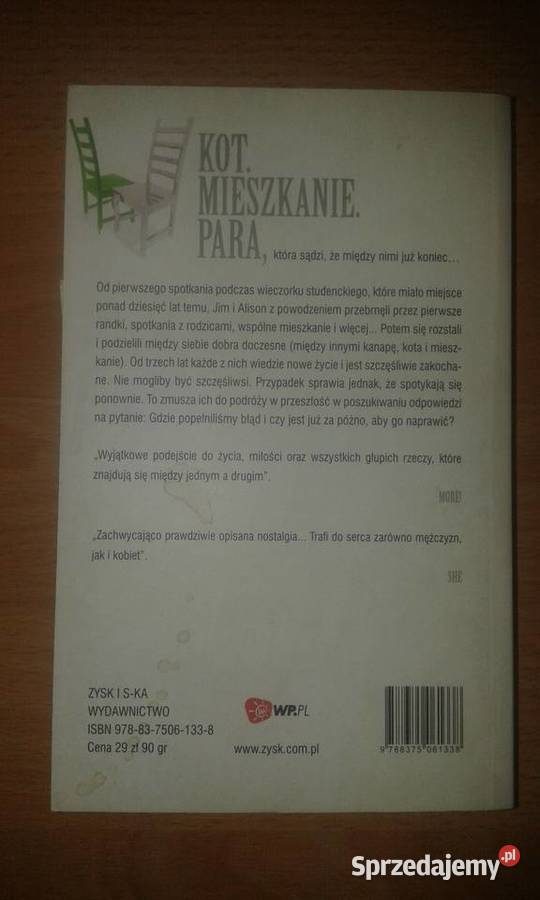 KOT.
MIESZKANIE.
PARA, która sądzi, że między nimi już koniec...
Od pierwszego spotkania podczas wieczorku studenckiego, które miało miejsce
ponad dziesięć lat temu, Jim i Alison z powodzeniem przebrnęli przez pierwsze
randki, spotkania z rodzicami, wspólne mieszkanie i więcej... Potem się rozstali
i podzielili między siebie dobra doczesne (między innymi kanapę, kota i miesz-
kanie). Od trzech lat każde z nich wiedzie nowe życie i jest szczęśliwie zakocha-
ne. Nie mogliby być szczęśliwsi. Przypadek sprawia jednak, że spotykają się
ponownie. To zmusza ich do podróży w przeszłość w poszukiwaniu odpowiedzi
na pytanie: Gdzie popełniliśmy błąd i czy jest już za późno, aby go naprawić?
„Wyjątkowe podejście do życia, miłości oraz wszystkich głupich rzeczy, które
znajdują się między jednym a drugim”.
MORE!
„Zachwycająco prawdziwie opisana nostalgia... Trafi do serca zarówno mężczyzn,
jak i kobiet”.
SHE
ZYSK I S-KA
WYDAWNICTWO
ISBN 978-83-7506-133-8
Cena 29 zł 90 gr
WP.PL
www.zysk.com.pl
9788375061338
Sprzedajemy.pl